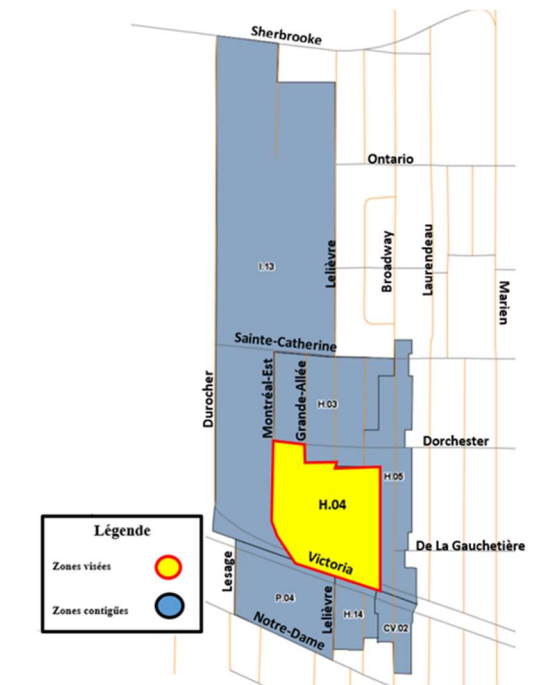 Sherbrooke
Ontario
Lelièvre
Broadway
Laurendeau
Marien
I.13
Sainte-Catherine
Durocher
Montréal-Est
Grande-Allée
H.03
Dorchester
H.05
H.04
De La Gauchetière
Victoria
Légende
Zones visées
Zones contigües
Lesage
P.04
Lelièvre
H.14
Notre-Dame
CV.02